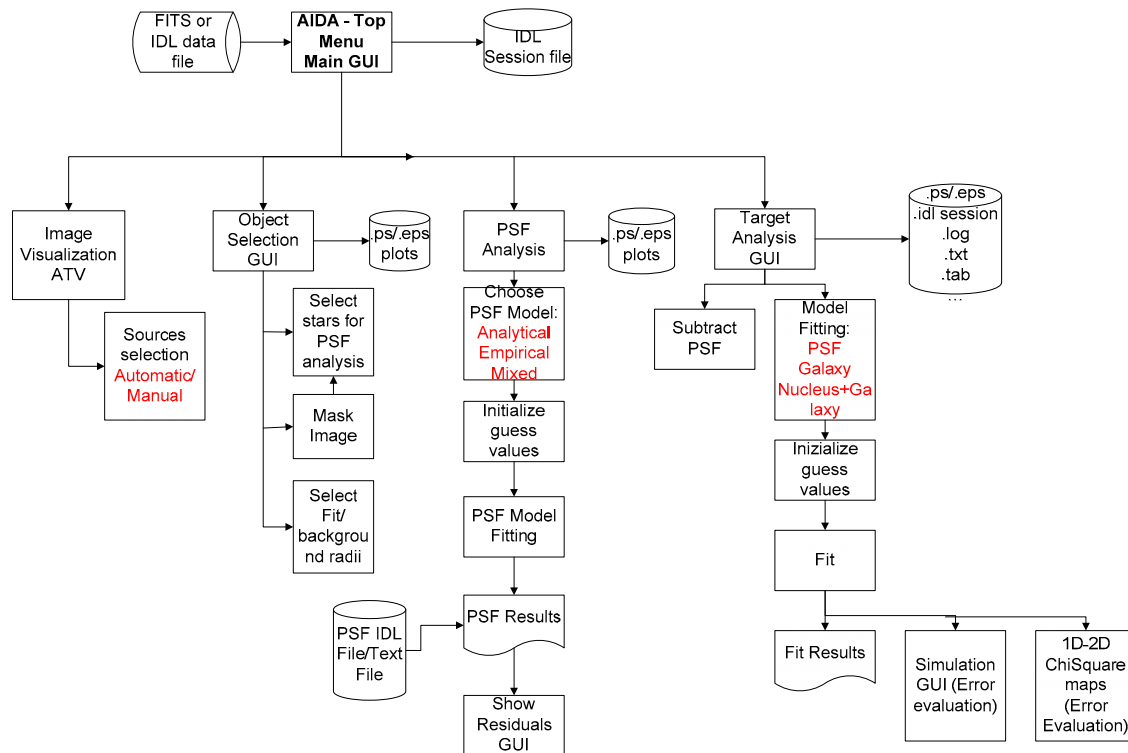 FITS or
IDL data
file
AIDA - Top
Menu
Main GUI
IDL
Session file
Image
Visualization
ATV
Sources
selection
Automatic/
Manual
Object
Selection
GUI
.ps/.eps
plots
Select
stars for
PSF
analysis
Mask
Image
Select
Fit/
backgrou
nd radii
PSF
Analysis
.ps/.eps
plots
Choose
PSF Model:
Analytical
Empirical
Mixed
Initialize
guess
values
PSF Model
Fitting
PSF Results
PSF IDL
File/Text
File
Show
Residuals
GUI
Target
Analysis
GUI
.ps/.eps
.idl session
.log
.txt
.tab
...
Subtract
PSF
Model
Fitting:
PSF
Galaxy
Nucleus+Ga
laxy
Inizialize
guess
values
Fit
Fit Results
Simulation
GUI (Error
evaluation)
1D-2D
ChiSquare
maps
(Error
Evaluation)